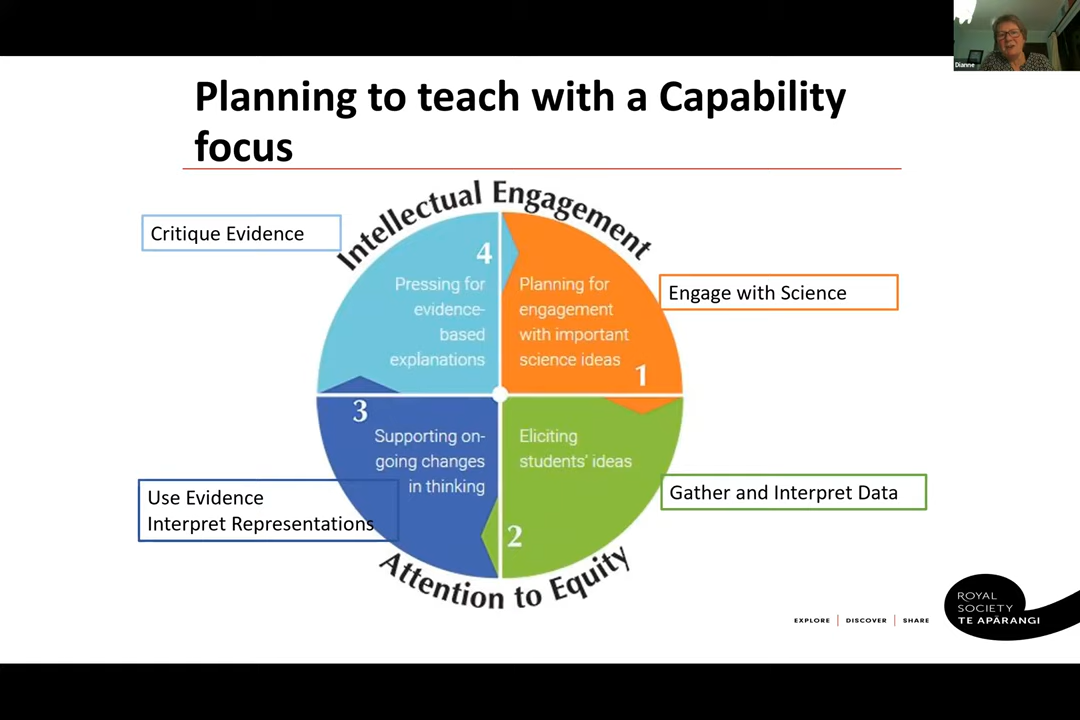 Dianne
Planning to teach with a Capability
focus
Intellectual Engagement
Critique Evidence
4
Pressing for
evidence-
based
explanations
Planning for
engagement
with important
science ideas
1
Engage with Science
3
Supporting on-
going changes
in thinking
Eliciting
students' ideas
2
Use Evidence
Interpret Representations
Gather and Interpret Data
Attention to Equity
EXPLORE | DISCOVER | SHARE
ROYAL
SOCIETY
TE APĀRANGI